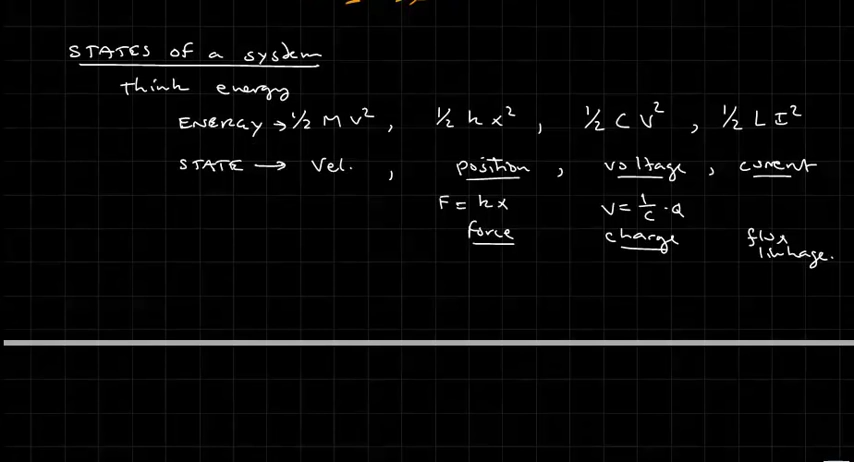 STATES of a system
think energy
ENERGY → 1/2 M v², 1/2 k x², 1/2 C V², 1/2 L I²
STATE → Vel., position, voltage, current
F = kx V = 1/C · Q
force charge flux
linkage.